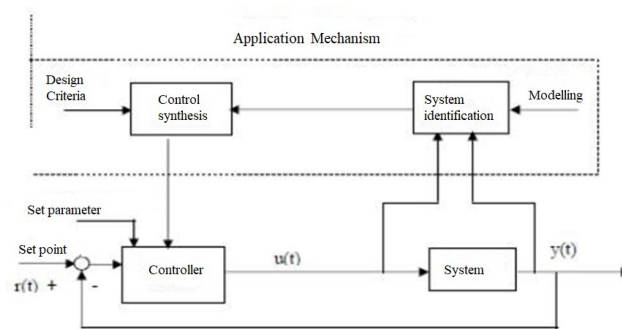 Application Mechanism
Design
Criteria
Control
synthesis
System
identification
Modelling
Set parameter
Set point
r(t) +
-
Controller
u(t)
System
y(t)